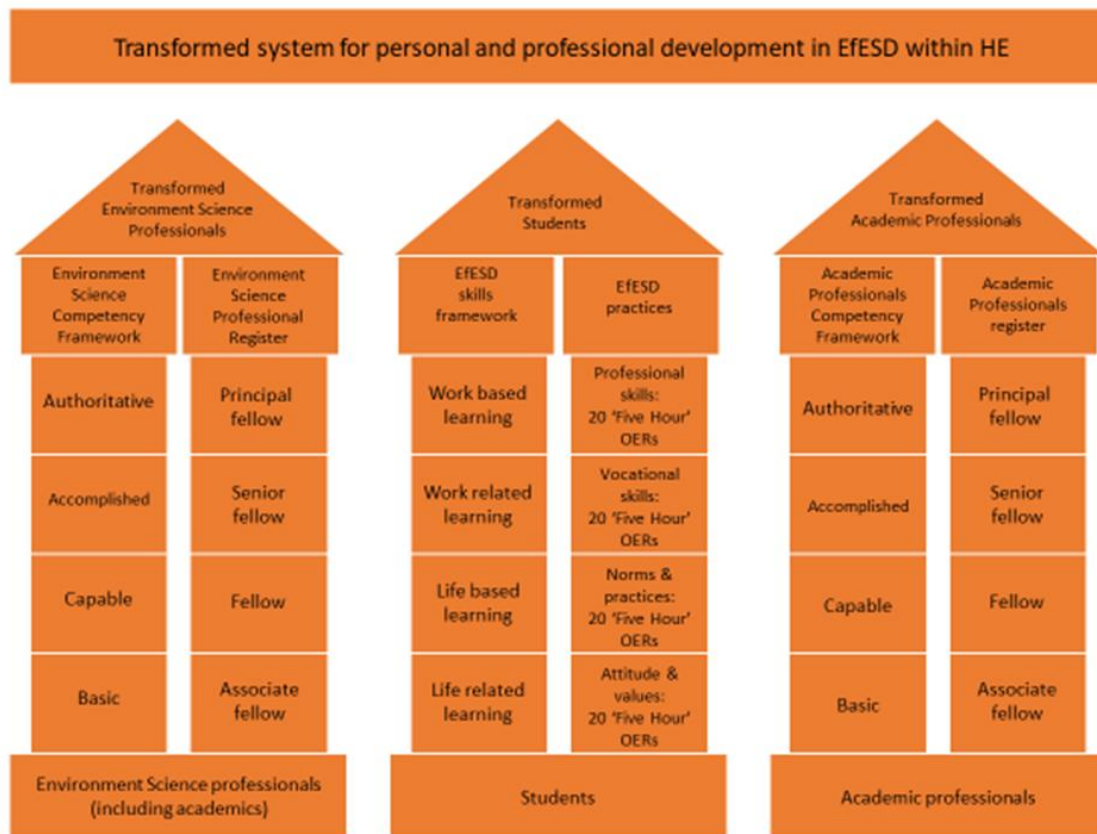 Transformed system for personal and professional development in EfESD within HE
Transformed
Environment Science
Professionals
Environment
Science
Competency
Framework
Environment
Science
Professional
Register
Authoritative
Principal
fellow
Accomplished
Senior
fellow
Capable
Fellow
Basic
Associate
fellow
Environment Science professionals
(including academics)
Transformed
Students
EfESD
skills
framework
EfESD
practices
Work based
learning
Professional
skills:
20 'Five Hour'
OERs
Work related
learning
Vocational
skills:
20 'Five Hour'
OERs
Life based
learning
Norms &
practices:
20 'Five Hour'
OERs
Life related
learning
Attitude &
values:
20 'Five Hour'
OERs
Students
Transformed
Academic Professionals
Academic
Professionals
Competency
Framework
Academic
Professionals
register
Authoritative
Principal
fellow
Accomplished
Senior
fellow
Capable
Fellow
Basic
Associate
fellow
Academic professionals